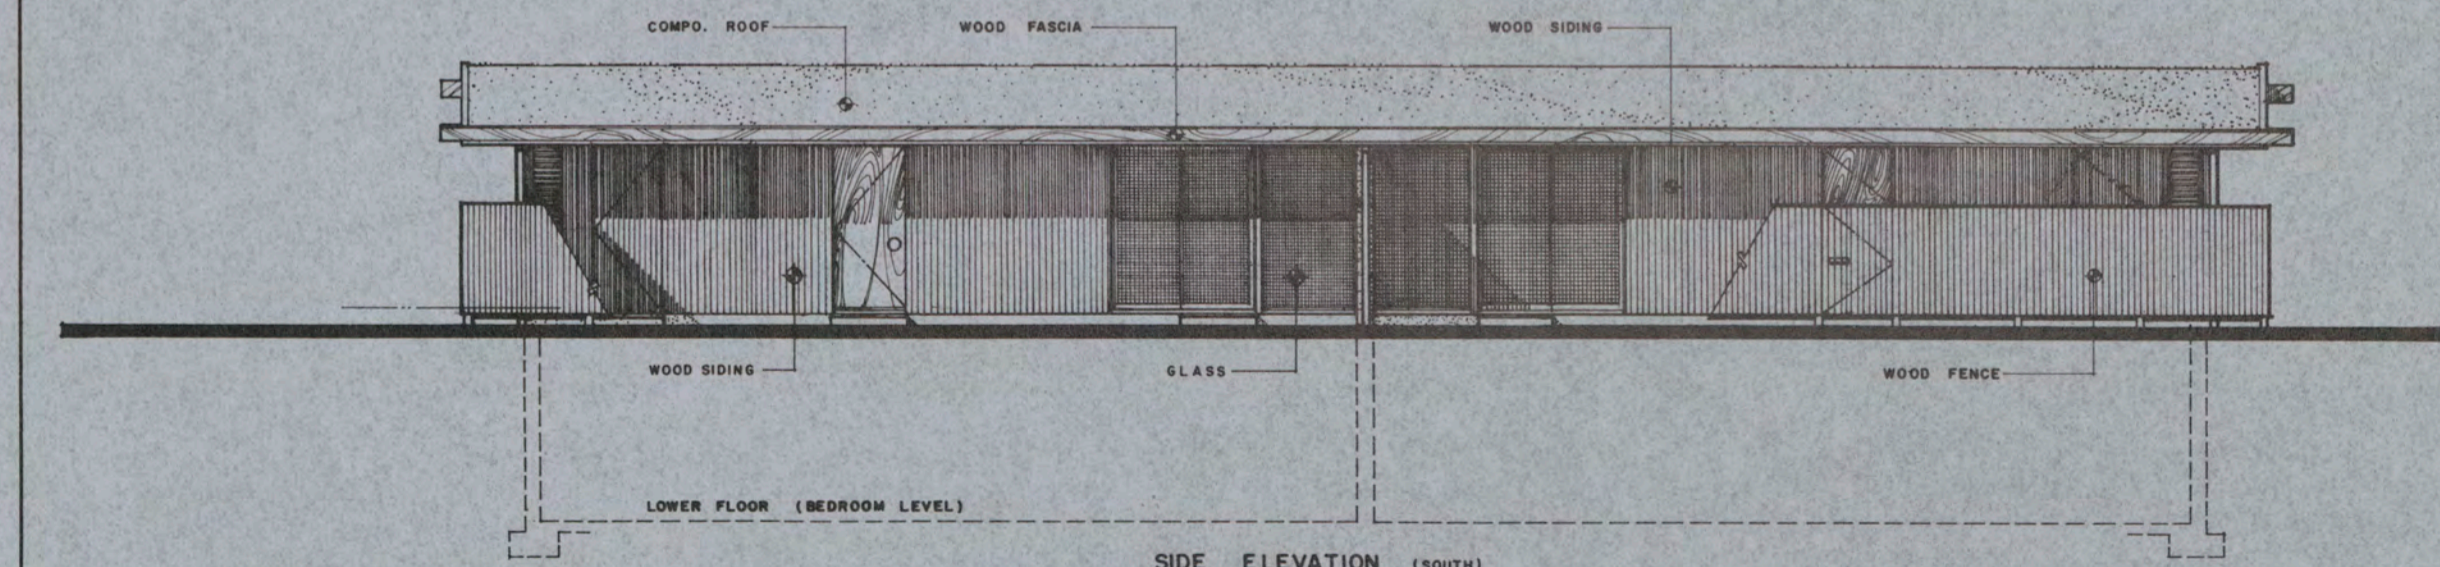 COMPO. ROOF
WOOD FASCIA
WOOD SIDING
WOOD SIDING
GLASS
WOOD FENCE
LOWER FLOOR (BEDROOM LEVEL)
SIDE ELEVATION (SOUTH)